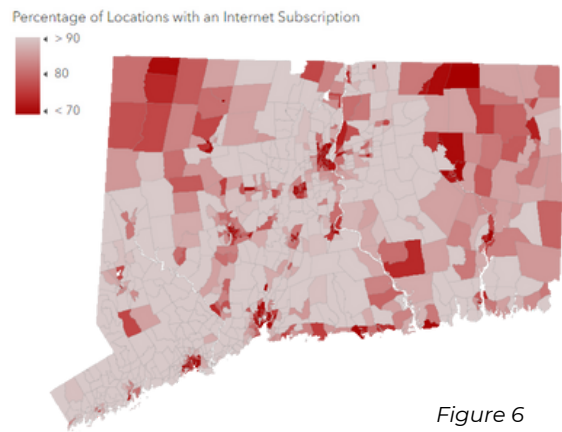 Percentage of Locations with an Internet Subscription
> 90
80
< 70
Figure 6